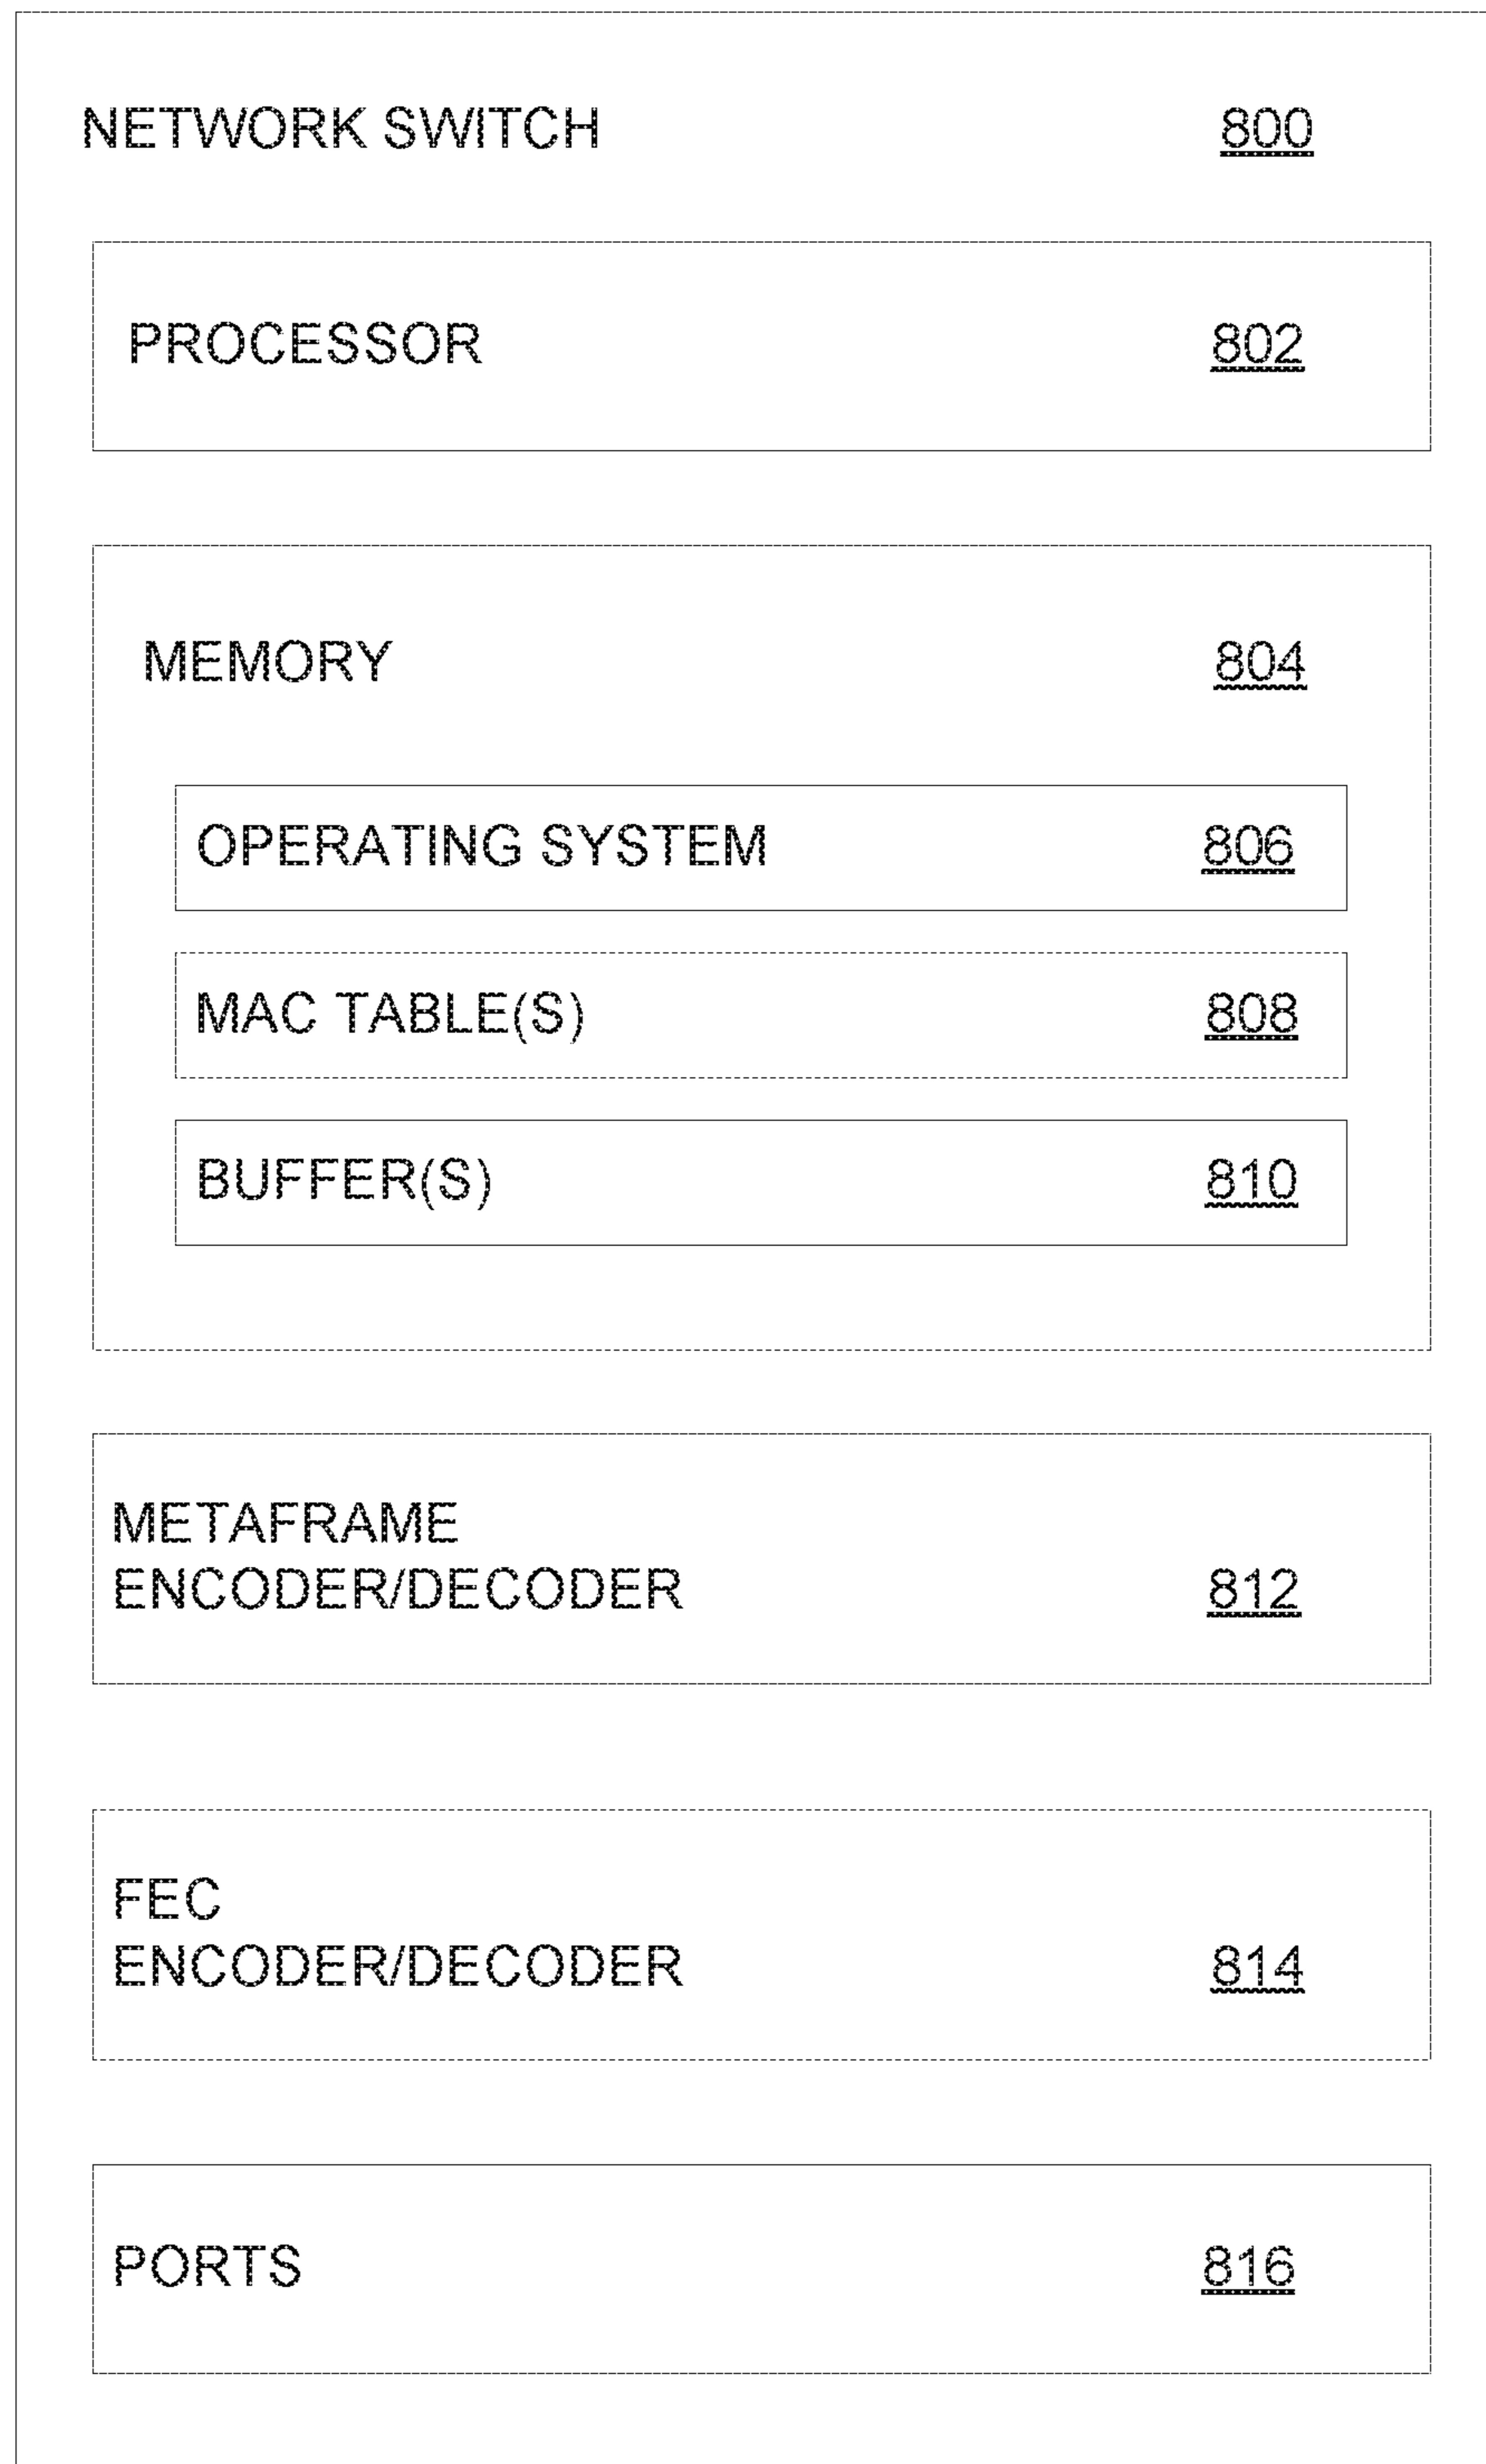 NETWORK SWITCH 800
PROCESSOR 802
MEMORY 804
OPERATING SYSTEM 806
MAC TABLE(S) 808
BUFFER(S) 810
METAFRAME
ENCODER/DECODER 812
FEC
ENCODER/DECODER 814
PORTS 816